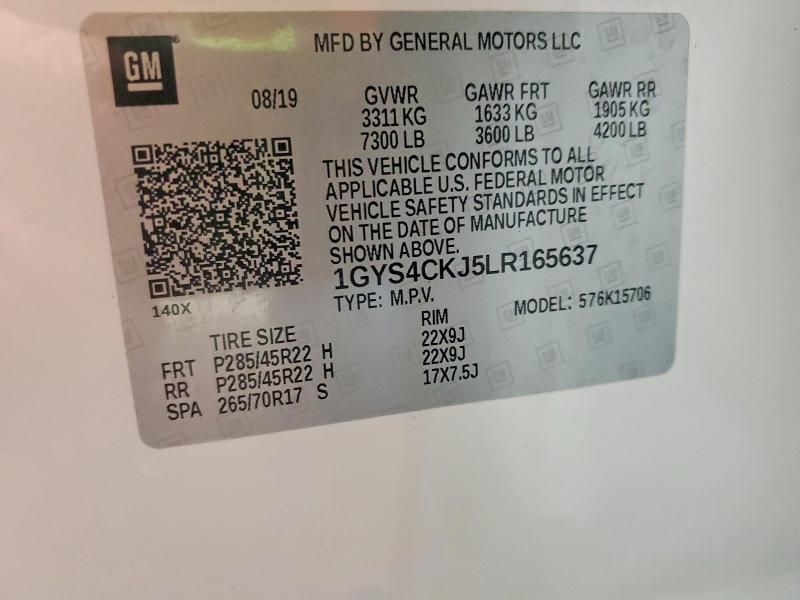 GM
MFD BY GENERAL MOTORS LLC
08/19
GVWR GAWR FRT GAWR RR
3311 KG 1633 KG 1905 KG
7300 LB 3600 LB 4200 LB
THIS VEHICLE CONFORMS TO ALL
APPLICABLE U.S. FEDERAL MOTOR
VEHICLE SAFETY STANDARDS IN EFFECT
ON THE DATE OF MANUFACTURE
SHOWN ABOVE.
1GYS4CKJ5LR165637
140X
TYPE: M.P.V. MODEL: 576K15706
TIRE SIZE RIM
FRT P285/45R22 H 22X9J
RR P285/45R22 H 22X9J
SPA 265/70R17 S 17X7.5J